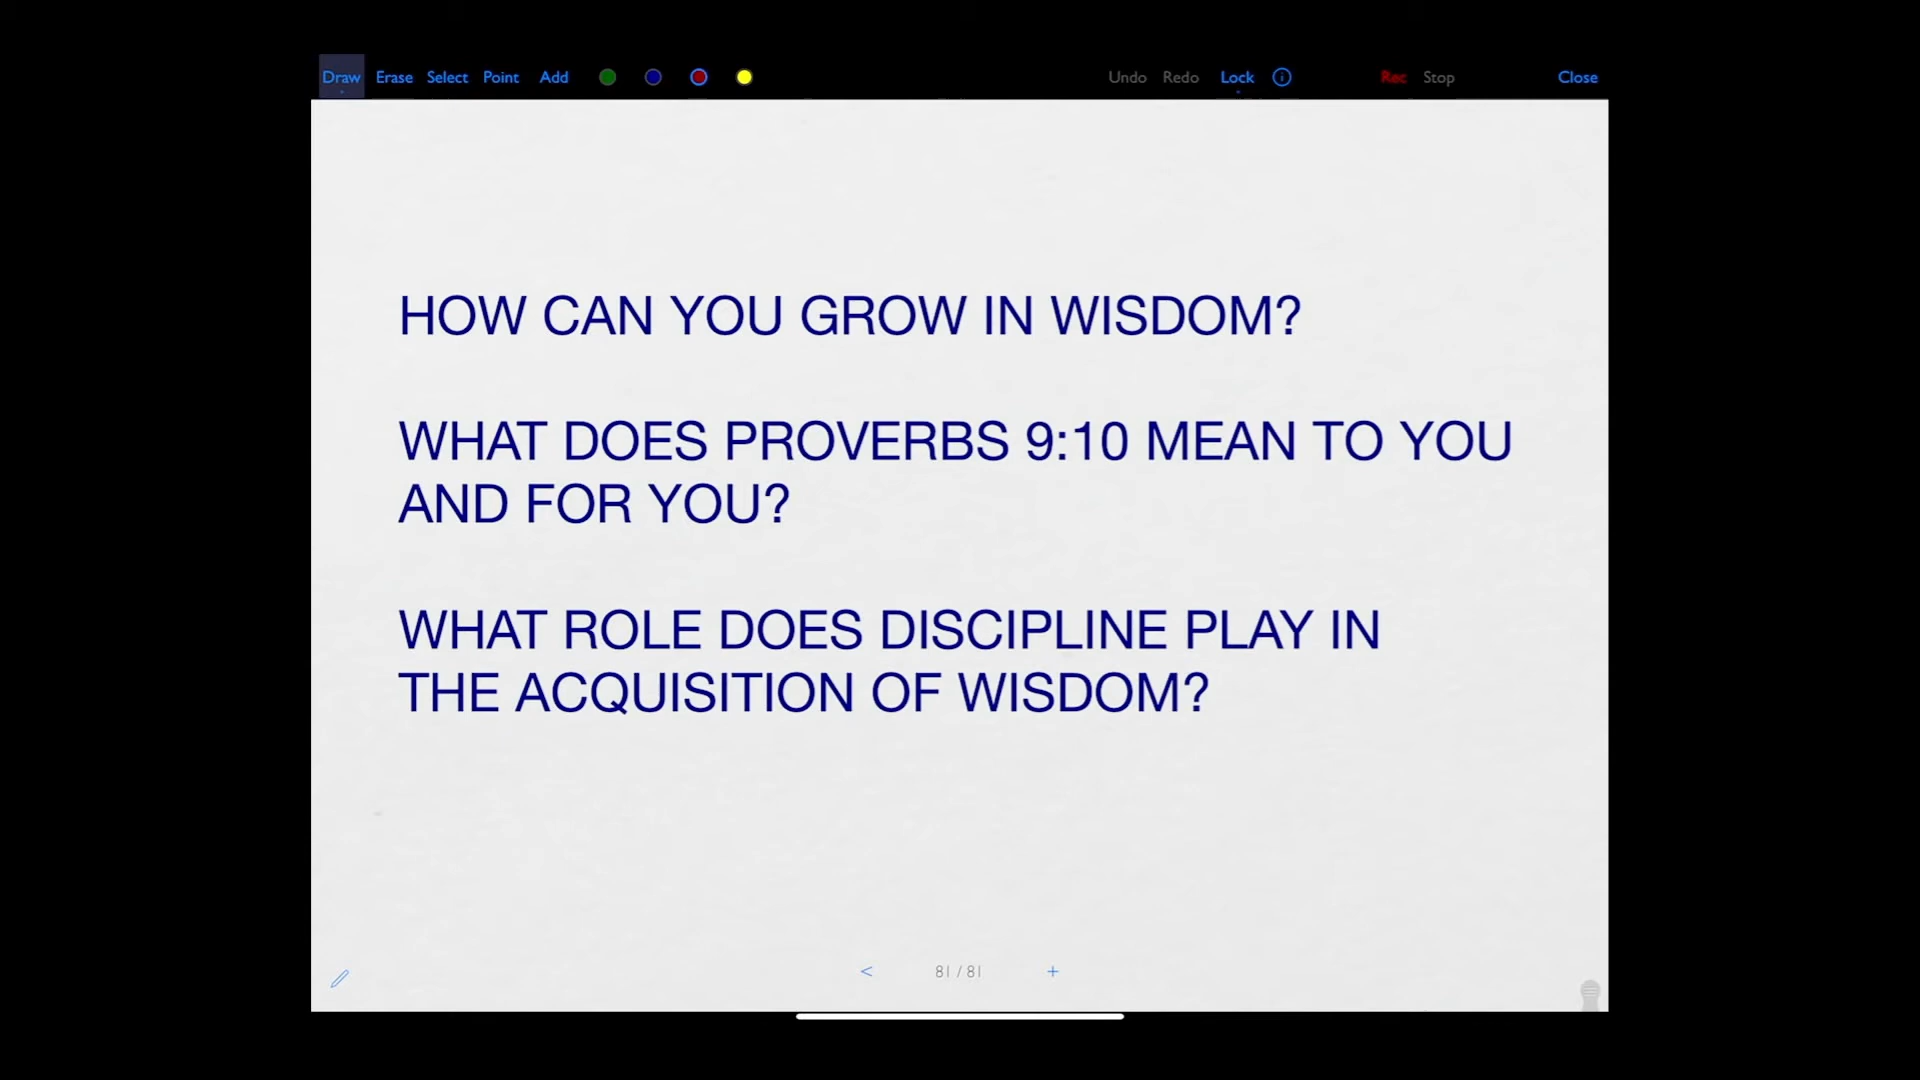 Draw Erase Select Point Add Undo Redo Lock Rec Stop Close
HOW CAN YOU GROW IN WISDOM?
WHAT DOES PROVERBS 9:10 MEAN TO YOU
AND FOR YOU?
WHAT ROLE DOES DISCIPLINE PLAY IN
THE ACQUISITION OF WISDOM?
< 81 / 81 +